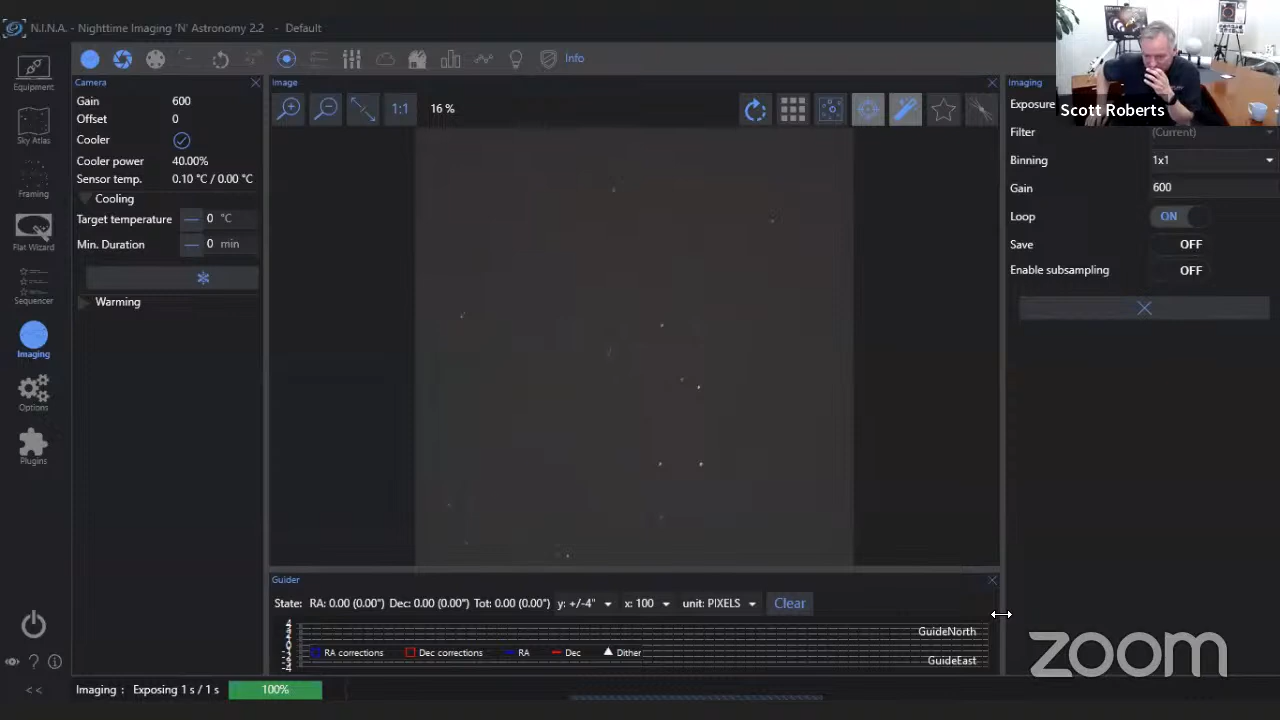 N.I.N.A. - Nighttime Imaging 'N' Astronomy 2.2 - Default
Equipment
Sky Atlas
Framing
Flat Wizard
Sequencer
Imaging
Options
Plugins
?
<<
Info
Camera
Gain 600
Offset 0
Cooler
Cooler power 40.00%
Sensor temp. 0.10 °C / 0.00 °C
Cooling
Target temperature 0 °C
Min. Duration 0 min
Warming
Image
1:1
16 %
Guider
State: RA: 0.00 (0.00") Dec: 0.00 (0.00") Tot: 0.00 (0.00") y: +/-4" x: 100 unit: PIXELS Clear
4
GuideNorth
RA corrections Dec corrections RA Dec Dither
GuideEast
Imaging : Exposing 1 s / 1 s 100%
Imaging
Exposure
Filter (Current)
Binning 1x1
Gain 600
Loop ON
Save OFF
Enable subsampling OFF
Scott Roberts
zoom